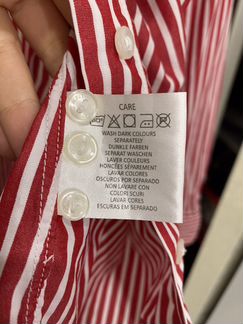 CARE
WASH DARK COLOURS
SEPARATELY
DUNKLE FARBEN
SEPARAT WASCHEN
LAVER COULEURS
FONCÉES SÉPARÉMENT
LAVAR COLORES
OSCUROS POR SEPARADO
NON LAVARE CON
COLORI SCURI
LAVAR CORES
ESCURAS EM SEPARADO